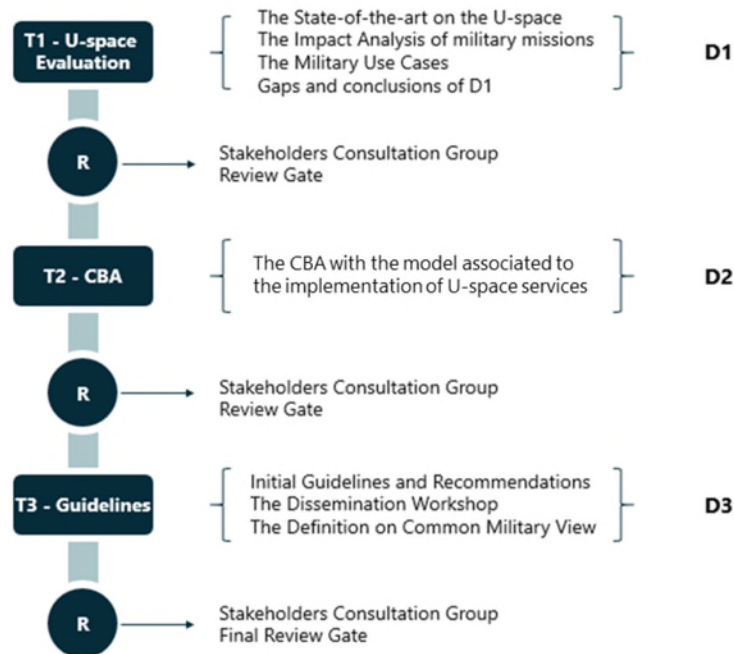 T1 - U-space
Evaluation
The State-of-the-art on the U-space
The Impact Analysis of military missions
The Military Use Cases
Gaps and conclusions of D1
D1
R
Stakeholders Consultation Group
Review Gate
T2 - CBA
The CBA with the model associated to
the implementation of U-space services
D2
R
Stakeholders Consultation Group
Review Gate
T3 - Guidelines
Initial Guidelines and Recommendations
The Dissemination Workshop
The Definition on Common Military View
D3
R
Stakeholders Consultation Group
Final Review Gate